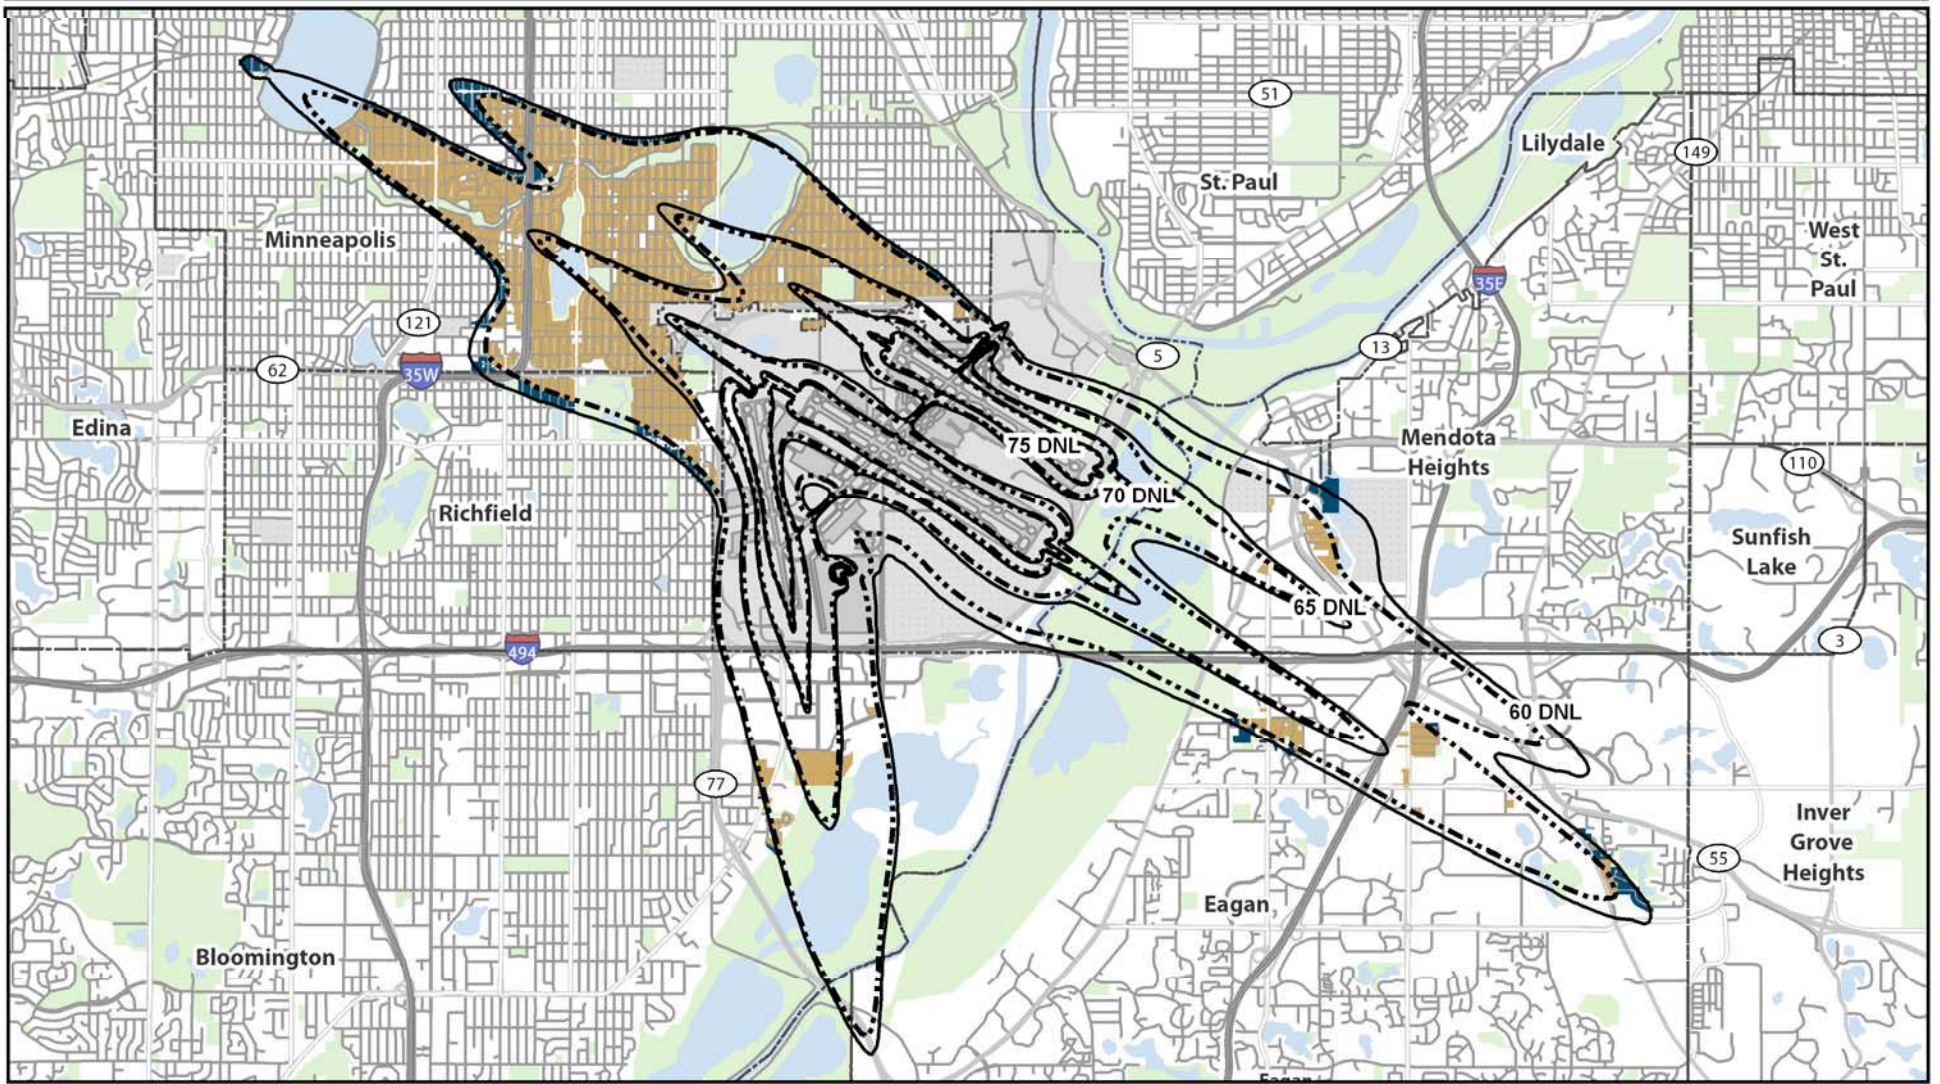 51
Lilydale
149
St. Paul
Minneapolis
West
St.
Paul
35E
121
13
5
62
35W
Edina
75 DNL
Mendota
Heights
110
70 DNL
Richfield
Sunfish
Lake
65 DNL
494
3
60 DNL
77
Inver
Grove
Heights
55
Eagan
Bloomington